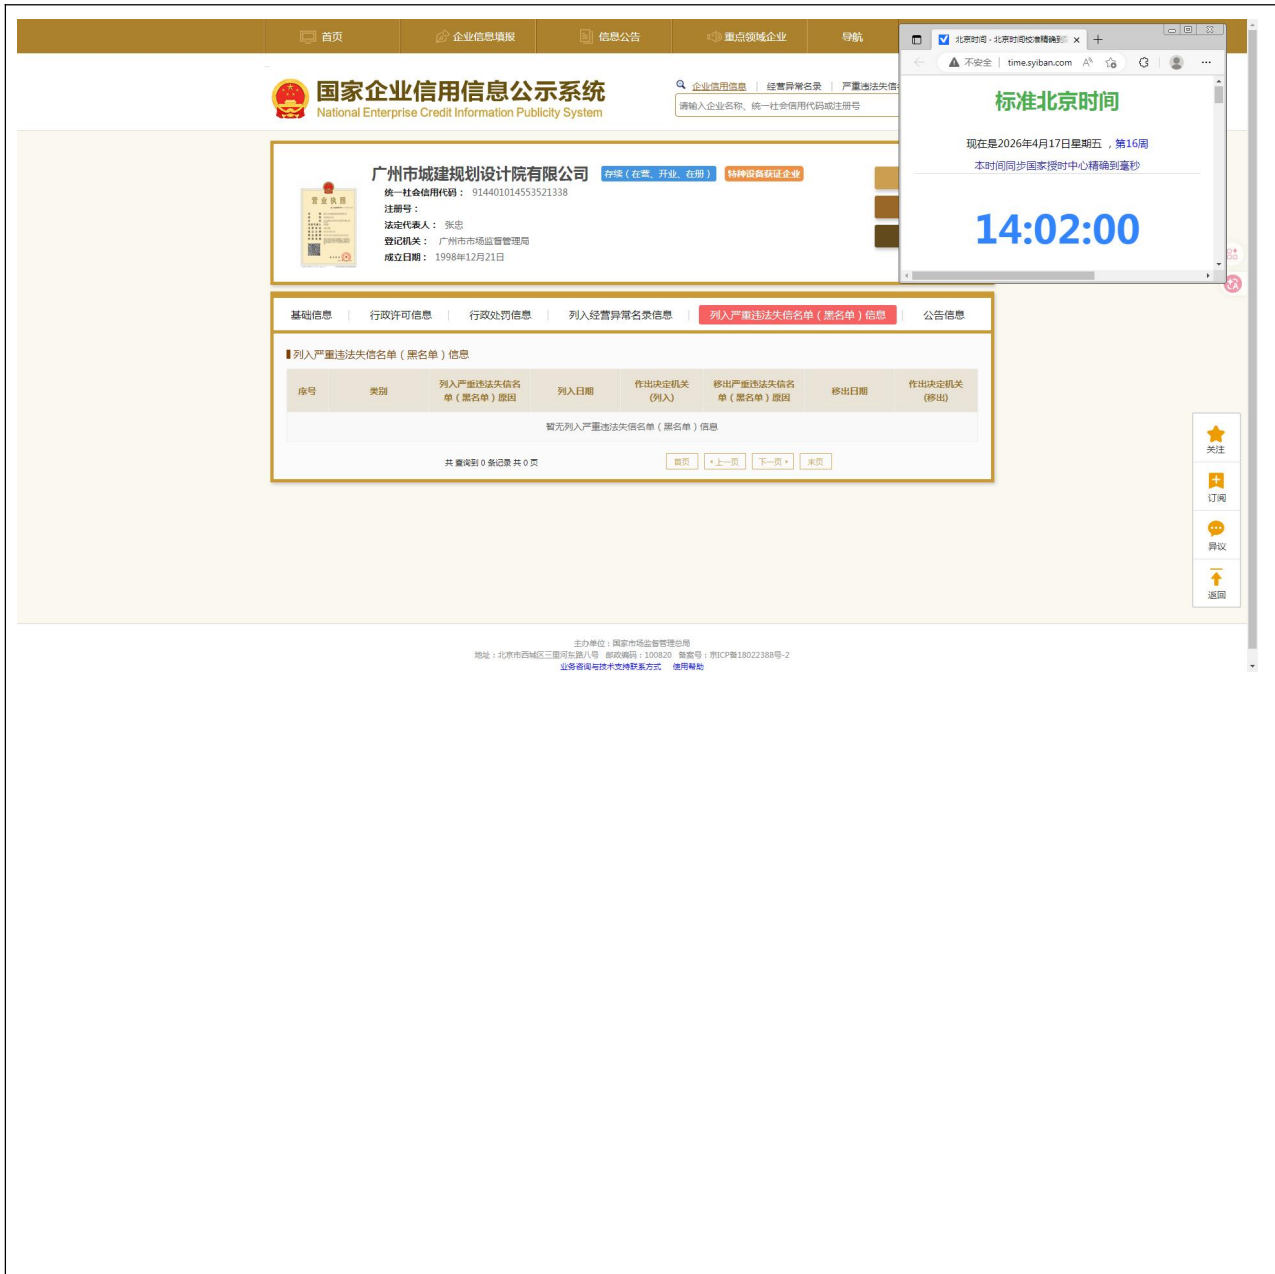 首页 企业信息填报 信息公告 重点领域企业 导航
国家企业信用信息公示系统
National Enterprise Credit Information Publicity System
企业信用信息 | 经营异常名录 | 严重违法失信
请输入企业名称、统一社会信用代码或注册号
北京时间 - 北京时间校准精确到
不安全 | time.syiban.com
标准北京时间
现在是2026年4月17日星期五 ，第16周
本时间同步国家授时中心精确到毫秒
14:02:00
营业执照
广州市城建规划设计院有限公司 存续（在营、开业、在册） 特种设备获证企业
统一社会信用代码： 914401014553521338
注册号：
法定代表人： 张忠
登记机关： 广州市市场监督管理局
成立日期： 1998年12月21日
基础信息 | 行政许可信息 | 行政处罚信息 | 列入经营异常名录信息 | 列入严重违法失信名单（黑名单）信息 公告信息
列入严重违法失信名单（黑名单）信息
序号 类别 列入严重违法失信名单（黑名单）原因 列入日期 作出决定机关(列入) 移出严重违法失信名单（黑名单）原因 移出日期 作出决定机关(移出)
暂无列入严重违法失信名单（黑名单）信息
共 查询到 0 条记录 共 0 页 首页 上一页 下一页 末页
关注
订阅
异议
返回
主办单位：国家市场监督管理总局
地址：北京市西城区三里河东路八号 邮政编码：100820 备案号：京ICP备18022388号-2
业务咨询与技术支持联系方式 使用帮助